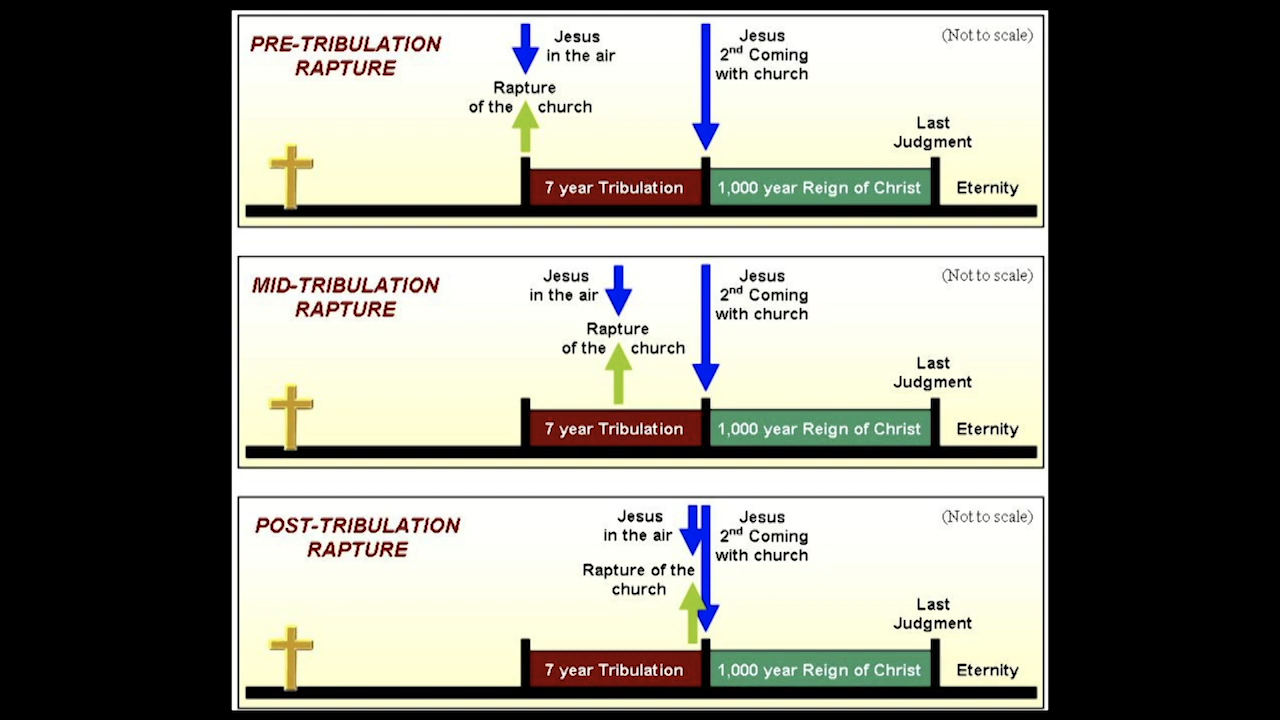 PRE-TRIBULATION
RAPTURE
Jesus
in the air
Rapture
of the church
Jesus
2nd Coming
with church
(Not to scale)
Last
Judgment
7 year Tribulation
1,000 year Reign of Christ
Eternity
MID-TRIBULATION
RAPTURE
Jesus
in the air
Rapture
of the church
Jesus
2nd Coming
with church
(Not to scale)
Last
Judgment
7 year Tribulation
1,000 year Reign of Christ
Eternity
POST-TRIBULATION
RAPTURE
Jesus
in the air
Rapture of the
church
Jesus
2nd Coming
with church
(Not to scale)
Last
Judgment
7 year Tribulation
1,000 year Reign of Christ
Eternity